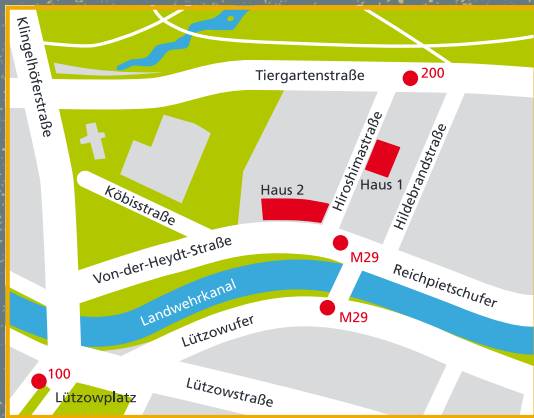 Klingelhöferstraße
Tiergartenstraße
200
Hiroshimastraße
Hildebrandstraße
Haus 1
Haus 2
Köbisstraße
Von-der-Heydt-Straße
M29
Reichpietschufer
Landwehrkanal
M29
Lützowufer
100
Lützowplatz
Lützowstraße